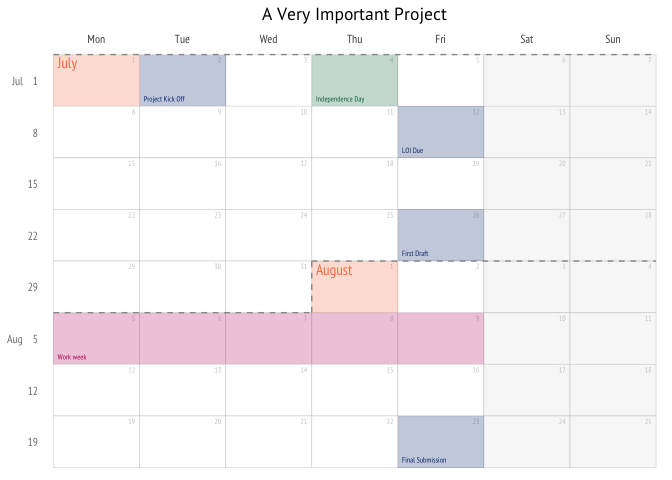 A Very Important Project
Mon Tue Wed Thu Fri Sat Sun
Jul 1
July 1 2 3 4 5 6 7
Project Kick Off Independence Day
8
8 9 10 11 12 13 14
LOI Due
15
15 16 17 18 19 20 21
22
22 23 24 25 26 27 28
First Draft
29
29 30 31 August 1 2 3 4
Aug 5
5 6 7 8 9 10 11
Work week
12
12 13 14 15 16 17 18
19
19 20 21 22 23 24 25
Final Submission